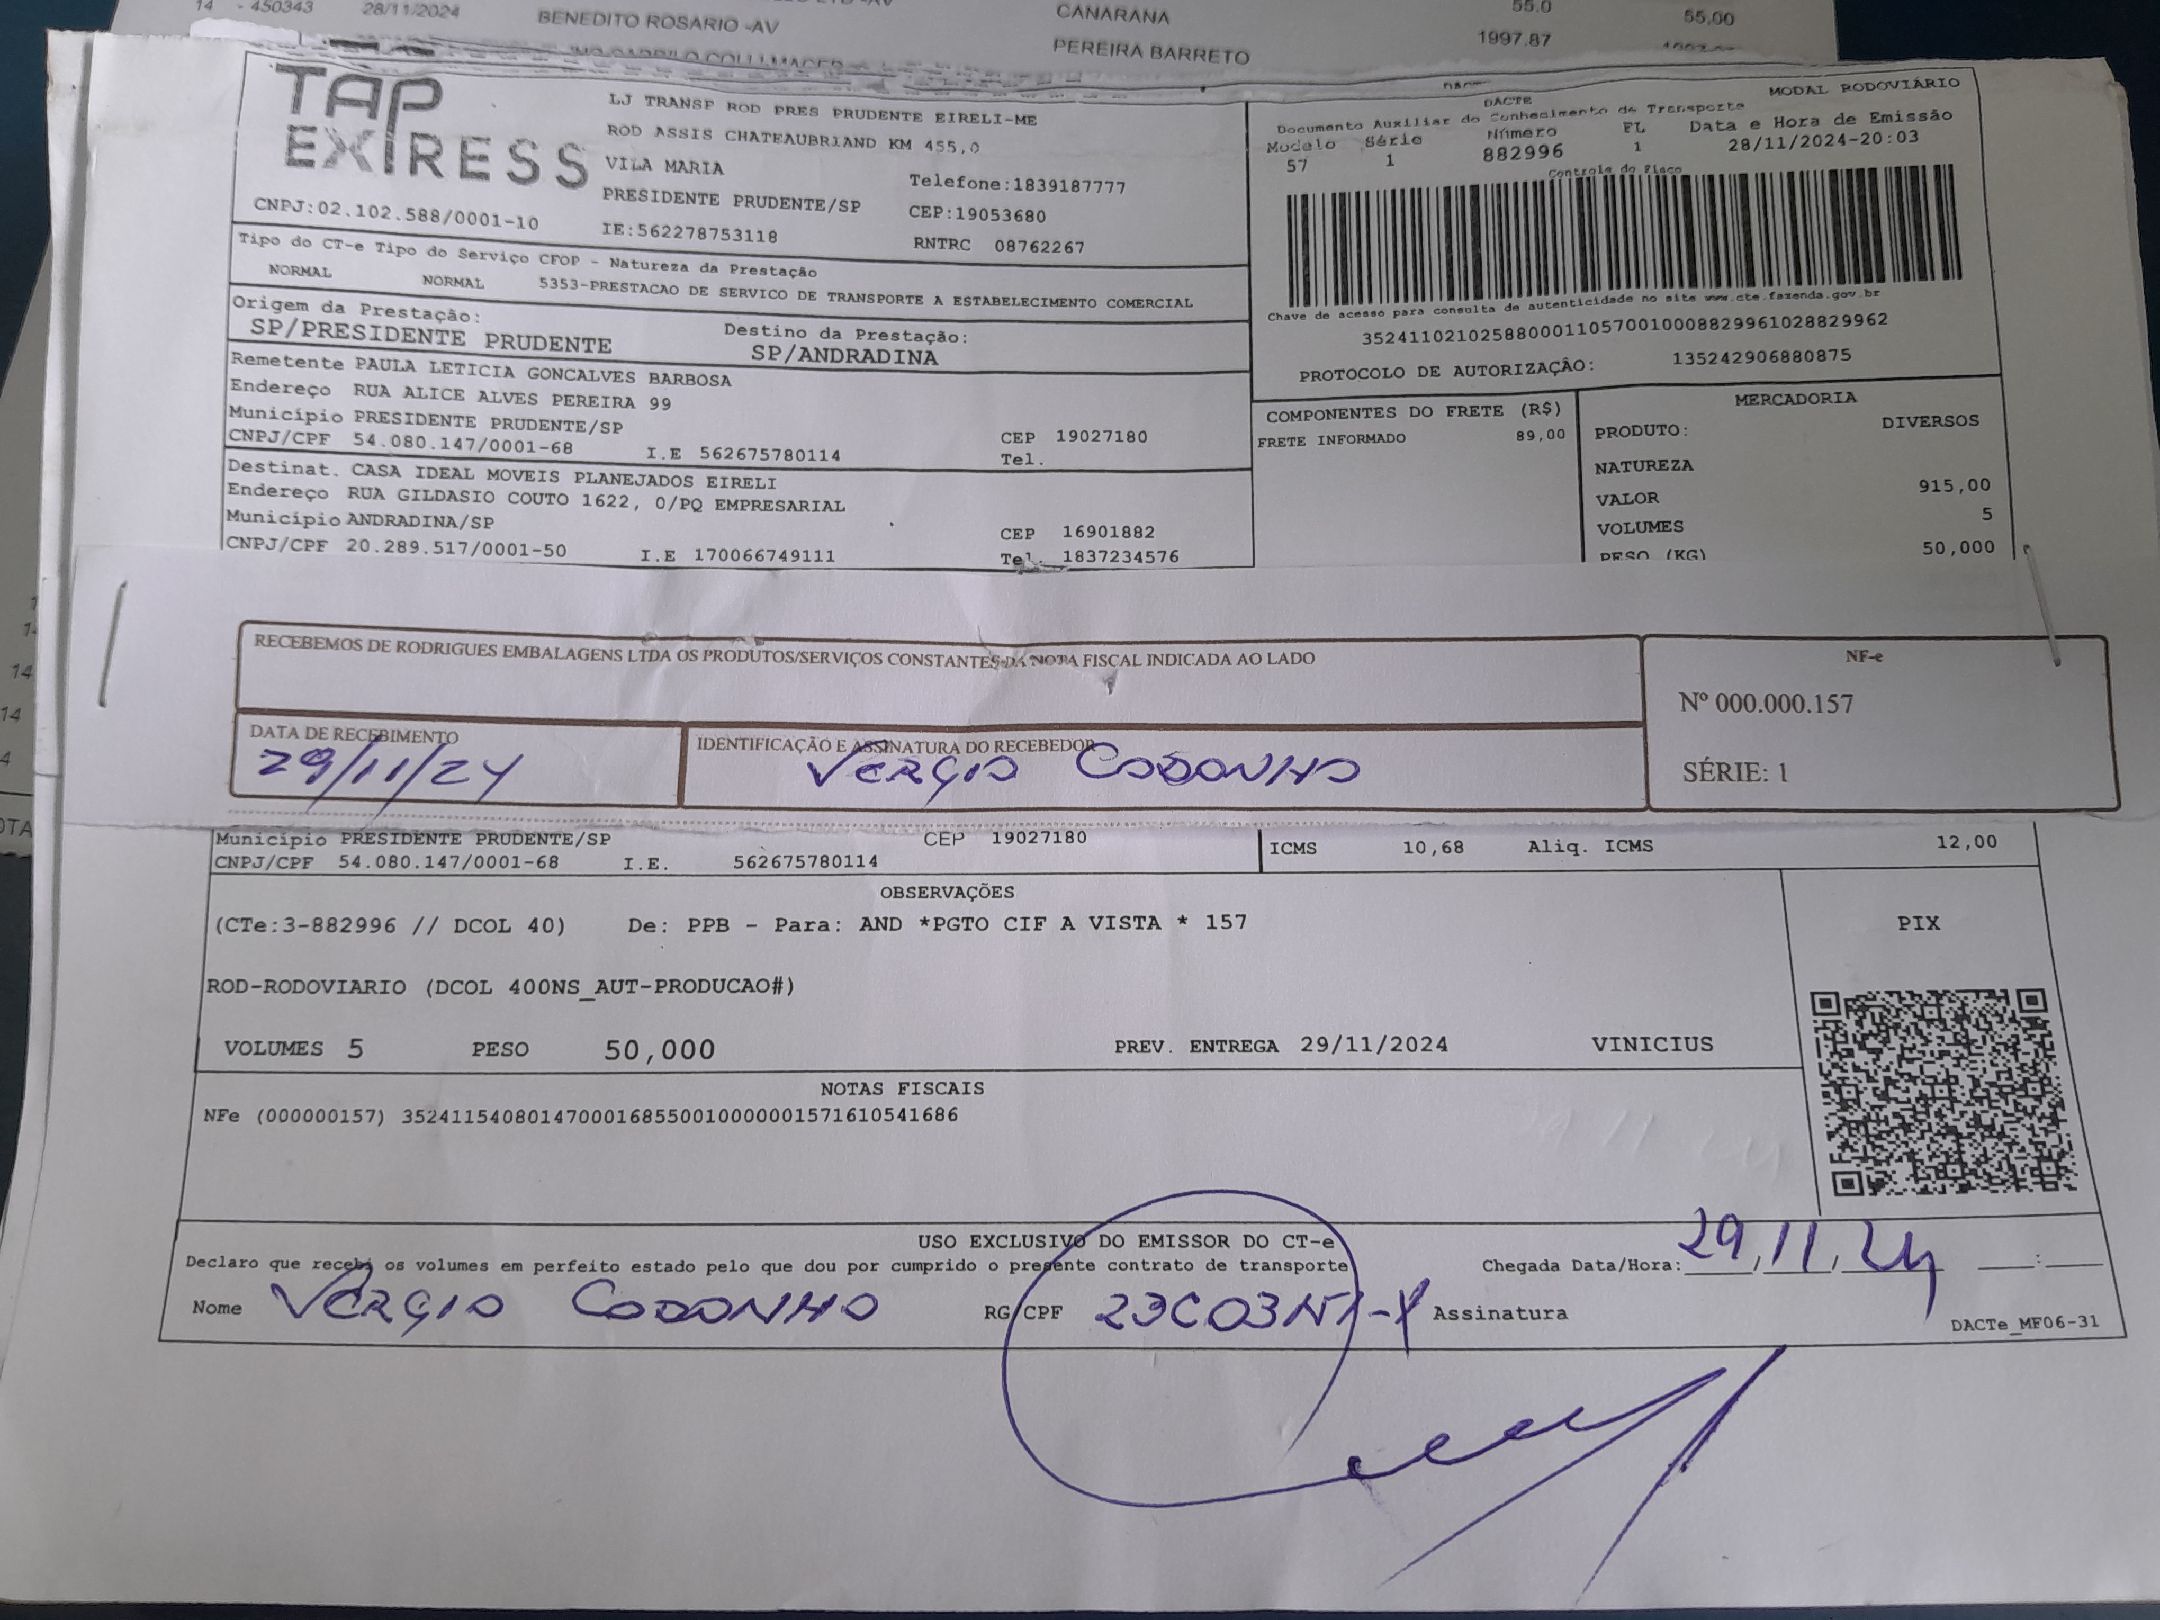 14 - 450343 28/11/2024 BENEDITO ROSARIO -AV CANARANA 55.0 55,00
PEREIRA BARRETO 1997.87
TAP EXPRESS
LJ TRANSP ROD PRES PRUDENTE EIRELI-ME
ROD ASSIS CHATEAUBRIAND KM 455,0
VILA MARIA Telefone:1839187777
PRESIDENTE PRUDENTE/SP CEP:19053680
CNPJ:02.102.588/0001-10 IE:562278753118 RNTRC 08762267
DACTE MODAL RODOVIÁRIO
Documento Auxiliar do Conhecimento de Transporte
Modelo Série Número FL Data e Hora de Emissão
57 1 882996 1 28/11/2024-20:03
Controle do Fisco
Tipo do CT-e Tipo do Serviço CFOP - Natureza da Prestação
NORMAL NORMAL 5353-PRESTACAO DE SERVICO DE TRANSPORTE A ESTABELECIMENTO COMERCIAL
Chave de acesso para consulta de autenticidade no site www.cte.fazenda.gov.br
35241102102588000110570010008829961028829962
PROTOCOLO DE AUTORIZAÇÃO: 135242906880875
Origem da Prestação: Destino da Prestação:
SP/PRESIDENTE PRUDENTE SP/ANDRADINA
Remetente PAULA LETICIA GONCALVES BARBOSA
Endereço RUA ALICE ALVES PEREIRA 99
Município PRESIDENTE PRUDENTE/SP CEP 19027180
CNPJ/CPF 54.080.147/0001-68 I.E 562675780114 Tel.
COMPONENTES DO FRETE (R$)
FRETE INFORMADO 89,00
MERCADORIA
PRODUTO: DIVERSOS
NATUREZA
VALOR 915,00
VOLUMES 5
PESO (KG) 50,000
Destinat. CASA IDEAL MOVEIS PLANEJADOS EIRELI
Endereço RUA GILDASIO COUTO 1622, 0/PQ EMPRESARIAL
Município ANDRADINA/SP CEP 16901882
CNPJ/CPF 20.289.517/0001-50 I.E 170066749111 Tel. 1837234576
RECEBEMOS DE RODRIGUES EMBALAGENS LTDA OS PRODUTOS/SERVIÇOS CONSTANTES DA NOTA FISCAL INDICADA AO LADO
NF-e
Nº 000.000.157
SÉRIE: 1
DATA DE RECEBIMENTO IDENTIFICAÇÃO E ASSINATURA DO RECEBEDOR
29/11/24 VERGIO CODONHO
Município PRESIDENTE PRUDENTE/SP CEP 19027180
CNPJ/CPF 54.080.147/0001-68 I.E. 562675780114
ICMS 10,68 Aliq. ICMS 12,00
OBSERVAÇÕES
(CTe:3-882996 // DCOL 40) De: PPB - Para: AND *PGTO CIF A VISTA * 157
PIX
ROD-RODOVIARIO (DCOL 400NS_AUT-PRODUCAO#)
VOLUMES 5 PESO 50,000 PREV. ENTREGA 29/11/2024 VINICIUS
NOTAS FISCAIS
NFe (000000157) 35241154080147000168550010000001571610541686
USO EXCLUSIVO DO EMISSOR DO CT-e
Declaro que recebi os volumes em perfeito estado pelo que dou por cumprido o presente contrato de transporte Chegada Data/Hora: 29/11/24 :
Nome VERGIO CODONHO RG/CPF Assinatura
DACTe_MF06-31